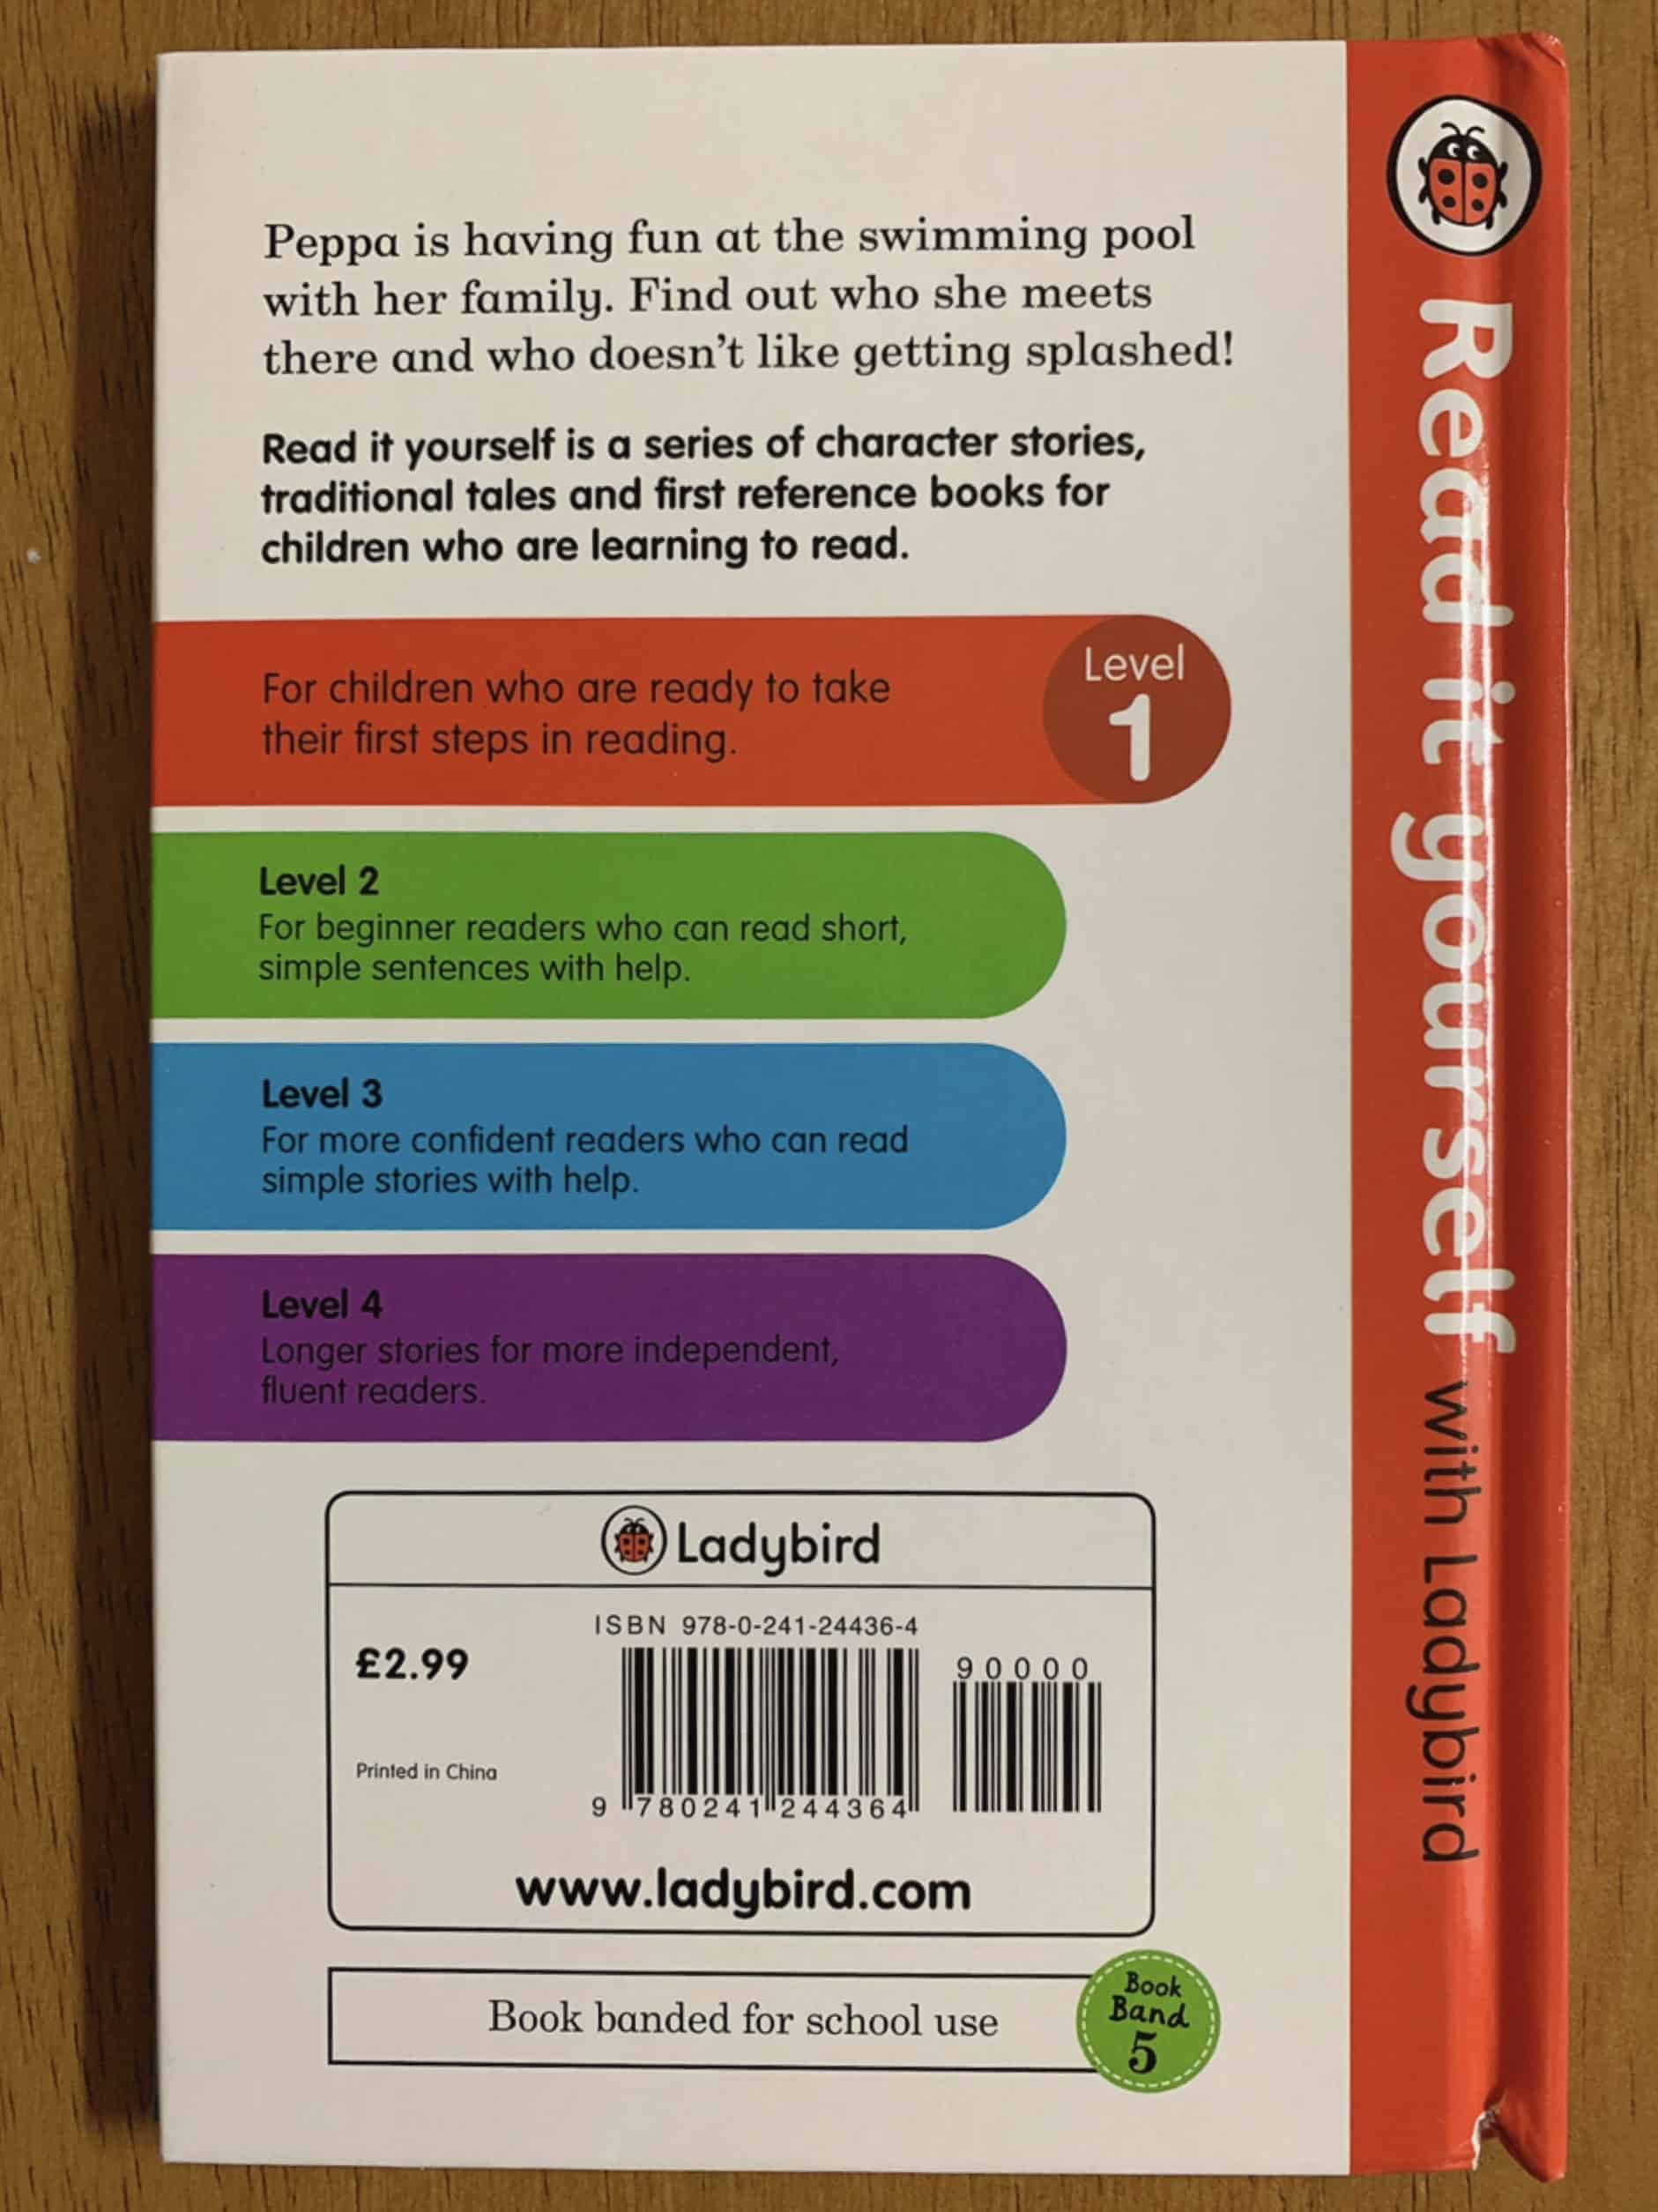 Peppa is having fun at the swimming pool
with her family. Find out who she meets
there and who doesn't like getting splashed!
Read it yourself is a series of character stories,
traditional tales and first reference books for
children who are learning to read.
For children who are ready to take
their first steps in reading.
Level
1
Level 2
For beginner readers who can read short,
simple sentences with help.
Level 3
For more confident readers who can read
simple stories with help.
Level 4
Longer stories for more independent,
fluent readers.
Ladybird
£2.99
Printed in China
ISBN 978-0-241-24436-4
90000
9 780241 244364
www.ladybird.com
Book banded for school use
Book
Band
5
Read it yourself with Ladybird